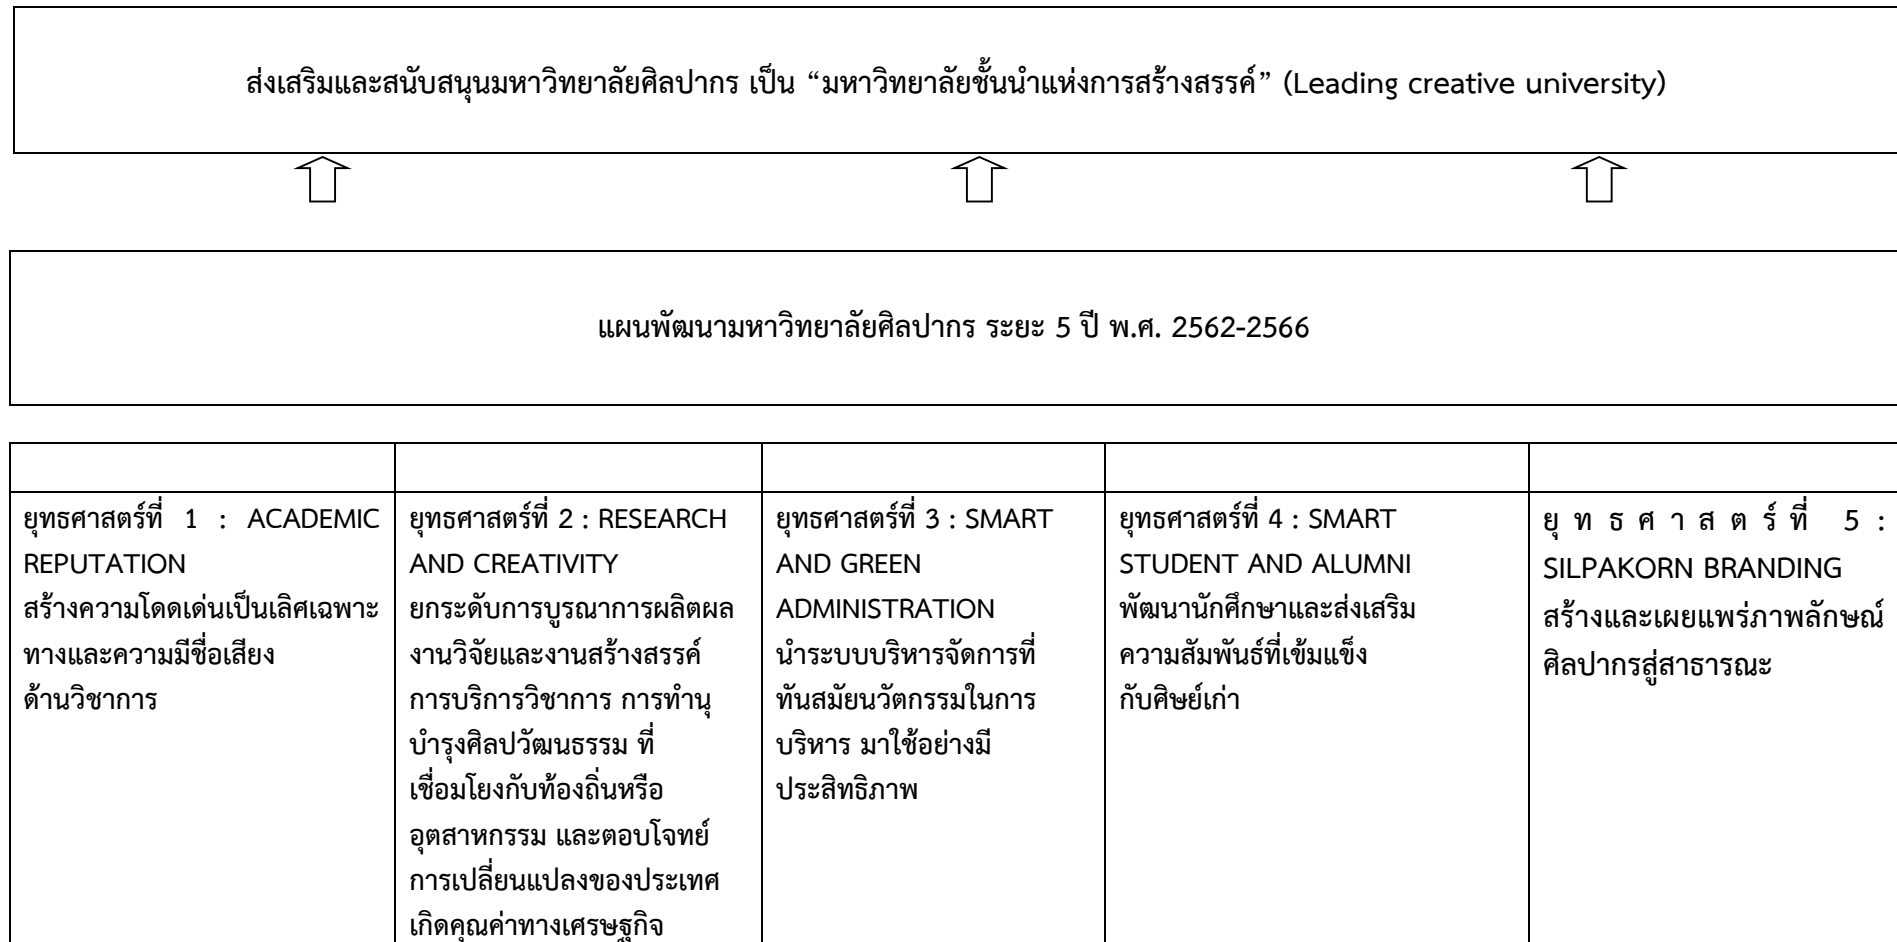 ส่งเสริมและสนับสนุนมหาวิทยาลัยศิลปากร เป็น “มหาวิทยาลัยชั้นนำแห่งการสร้างสรรค์” (Leading creative university)
แผนพัฒนามหาวิทยาลัยศิลปากร ระยะ 5 ปี พ.ศ. 2562-2566
ยุทธศาสตร์ที่ 1 : ACADEMIC
REPUTATION
สร้างความโดดเด่นเป็นเลิศเฉพาะ
ทางและความมีชื่อเสียง
ด้านวิชาการ
ยุทธศาสตร์ที่ 2 : RESEARCH
AND CREATIVITY
ยกระดับการบูรณาการผลิตผล
งานวิจัยและงานสร้างสรรค์
การบริการวิชาการ การทำนุ
บำรุงศิลปวัฒนธรรม ที่
เชื่อมโยงกับท้องถิ่นหรือ
อุตสาหกรรม และตอบโจทย์
การเปลี่ยนแปลงของประเทศ
เกิดคุณค่าทางเศรษฐกิจ
ยุทธศาสตร์ที่ 3 : SMART
AND GREEN
ADMINISTRATION
นำระบบบริหารจัดการที่
ทันสมัยนวัตกรรมในการ
บริหาร มาใช้อย่างมี
ประสิทธิภาพ
ยุทธศาสตร์ที่ 4 : SMART
STUDENT AND ALUMNI
พัฒนานักศึกษาและส่งเสริม
ความสัมพันธ์ที่เข้มแข็ง
กับศิษย์เก่า
ยุทธศาสตร์ที่ 5 :
SILPAKORN BRANDING
สร้างและเผยแพร่ภาพลักษณ์
ศิลปากรสู่สาธารณะ